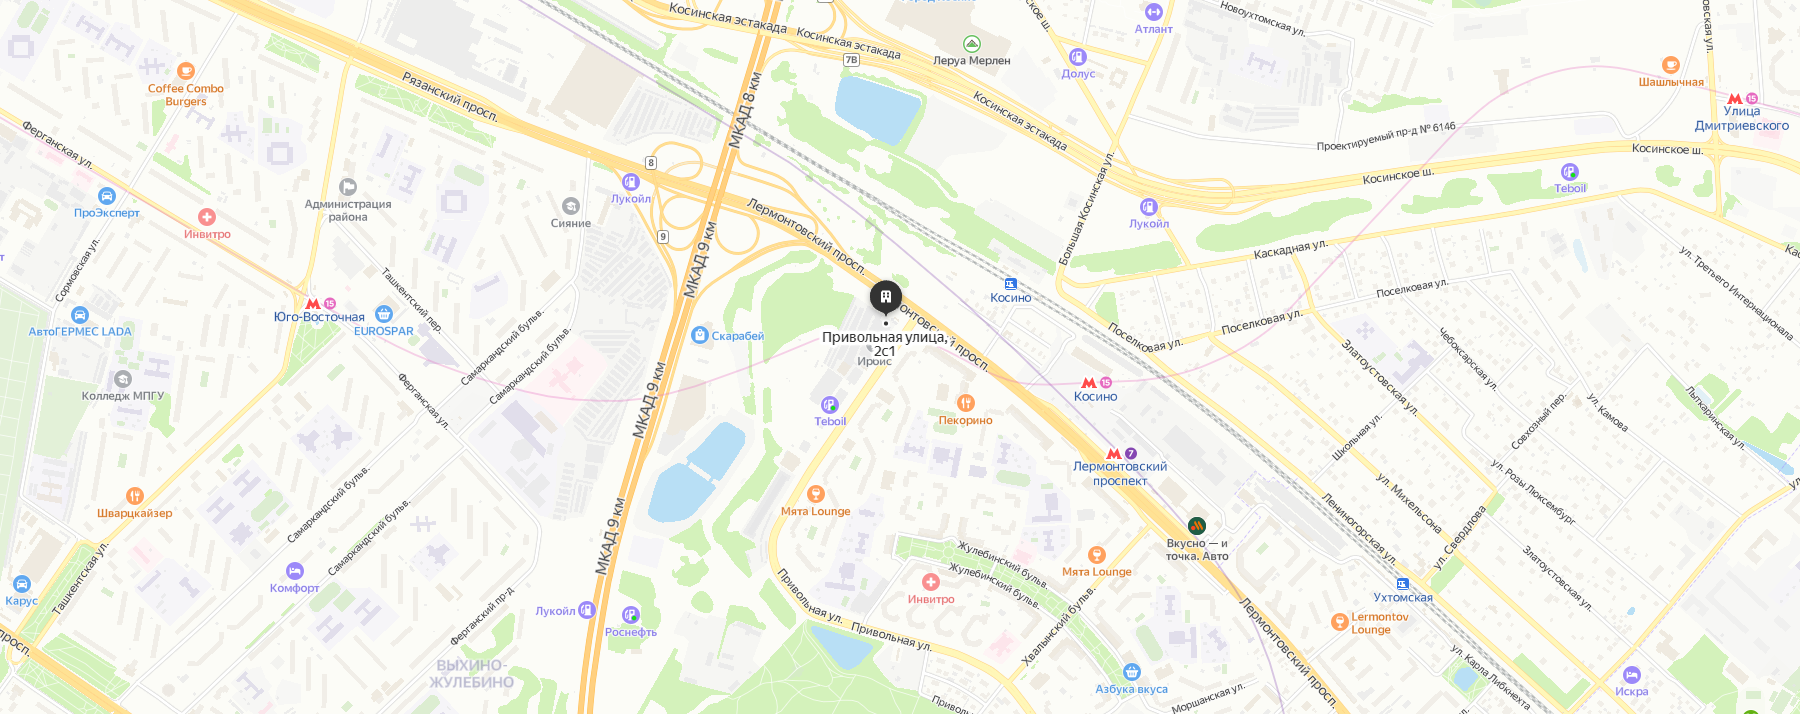 Косинская эстакада
Косинская эстакада
7В
Леруа Мерлен
Долус
Атлант
Новоухтомская ул.
Шашлычная
15
Улица
Дмитриевского
Coffee Combo
Burgers
Рязанский просп.
МКАД 8 км
Косинская эстакада
Косинская эстакада
Проектируемый пр-д № 6146
Косинское ш.
Косинское ш.
Teboil
Ферганская ул.
8
Лукойл
Администрация
района
Сияние
ПроЭксперт
Инвитро
9
Лермонтовский просп.
МКАД 9 км
Большая Косинская ул.
Лукойл
Каскадная ул.
ул. Третьего Интернационала
Сормовская ул.
Ташкентский пер.
15
Юго-Восточная
EUROSPAR
АвтоГЕРМЕС LADA
Самаркандский бульв.
Самаркандский бульв.
Скарабей
Привольная улица,
2с1
Ироис
Косино
Поселковая ул.
Поселковая ул.
Поселковая ул.
Колледж МПГУ
Ферганская ул.
МКАД 9 км
Teboil
Пекорино
15
Косино
Златоустовская ул.
Чебоксарская ул.
Совхозный пер.
ул. Камова
Лыткаринская ул.
Школьная ул.
7
Лермонтовский
проспект
Шварцкайзер
Самаркандский бульв.
Самаркандский бульв.
МКАД 9 км
Мята Lounge
Вкусно — и
точка. Авто
ул. Розы Люксембург
ул. Михельсона
ул. Свердлова
Лениногорская ул.
Златоустовская ул.
Карус
Ташкентская ул.
Комфорт
Ферганский пр-д
Лукойл
Роснефть
Жулебинский бульв.
Жулебинский бульв.
Инвитро
Мята Lounge
Хвалынский бульв.
Ухтомская
Lermontov
Lounge
Лермонтовский просп.
Привольная ул.
Привольная ул.
ВЫХИНО-
ЖУЛЕБИНО
Азбука вкуса
Моршанская ул.
ул. Карла Либкнехта
Искра